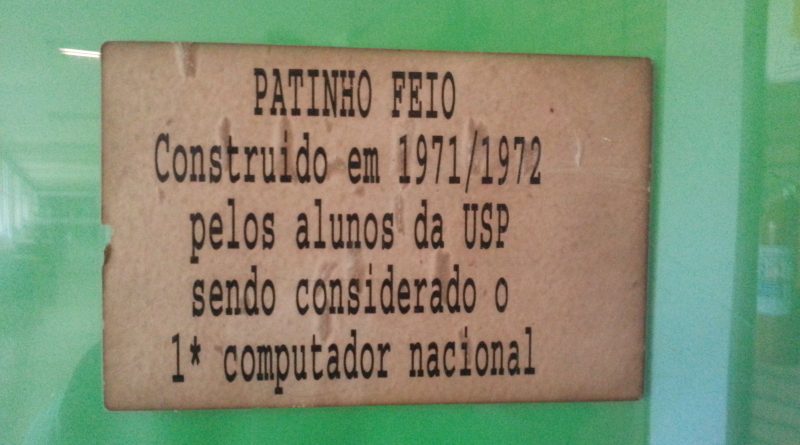 PATINHO FEIO
Construido em 1971/1972
pelos alunos da USP
sendo considerado o
1* computador nacional